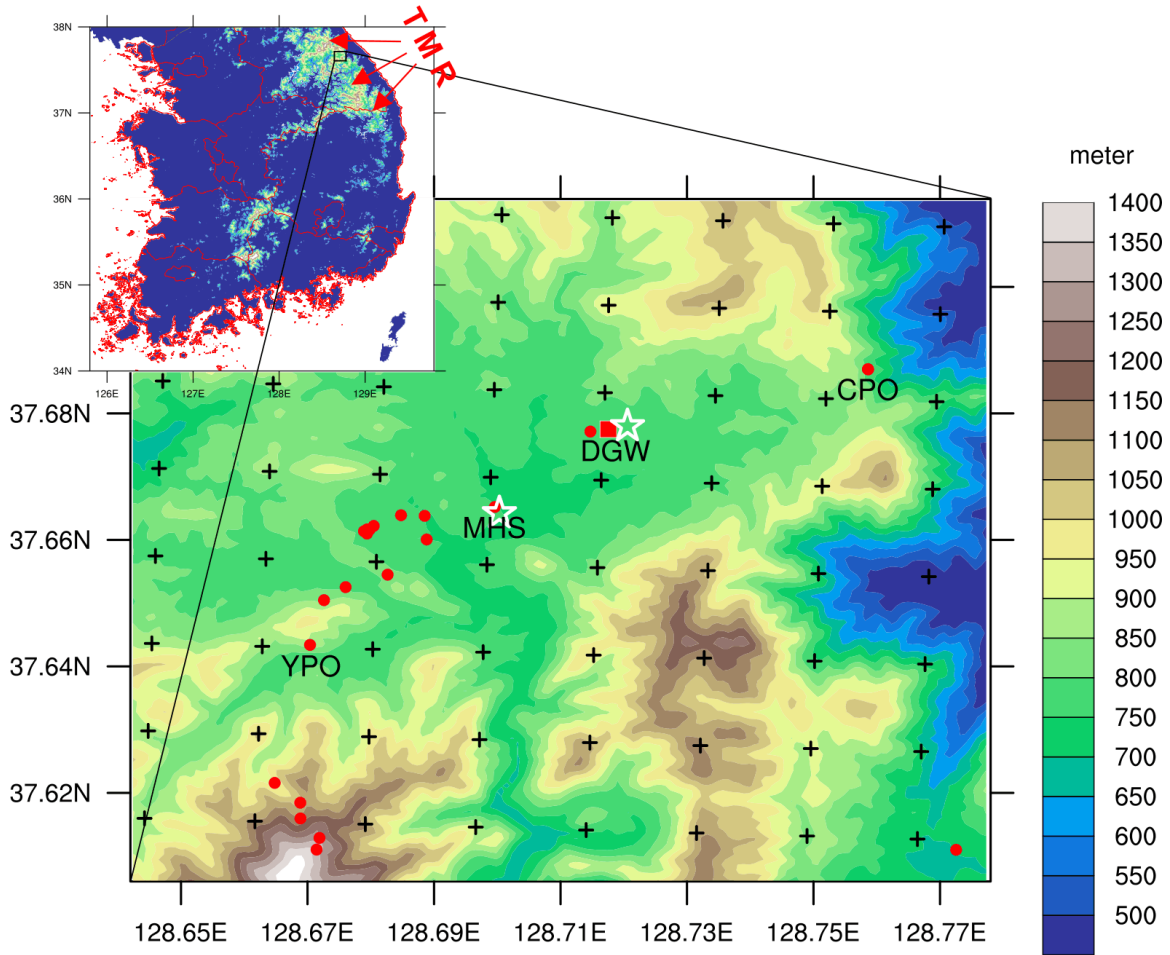 T M R
38N
37N
36N
35N
34N
126E 127E 128E 129E
meter
1400
1350
1300
1250
1200
1150
1100
1050
1000
950
900
850
800
750
700
650
600
550
500
37.68N
37.66N
37.64N
37.62N
CPO
DGW
MHS
YPO
128.65E 128.67E 128.69E 128.71E 128.73E 128.75E 128.77E